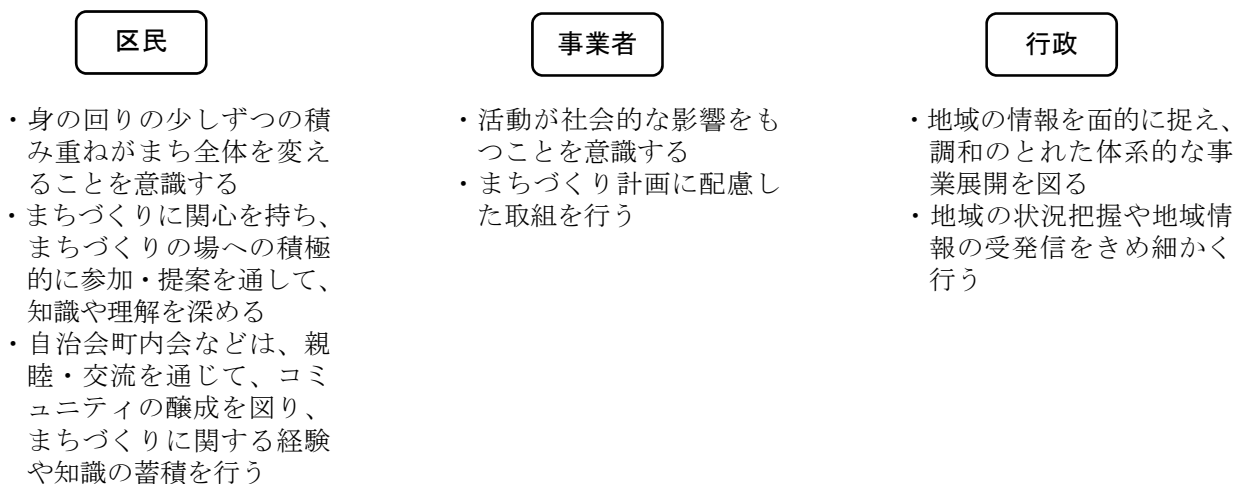 区民
・身の回りの少しずつの積
み重ねがまち全体を変え
ることを意識する
・まちづくりに関心を持ち、
まちづくりの場への積極
的に参加・提案を通して、
知識や理解を深める
・自治会町内会などは、親
睦・交流を通じて、コミ
ュニティの醸成を図り、
まちづくりに関する経験
や知識の蓄積を行う
事業者
・活動が社会的な影響をも
つことを意識する
・まちづくり計画に配慮し
た取組を行う
行政
・地域の情報を面的に捉え、
調和のとれた体系的な事
業展開を図る
・地域の状況把握や地域情
報の受発信をきめ細かく
行う